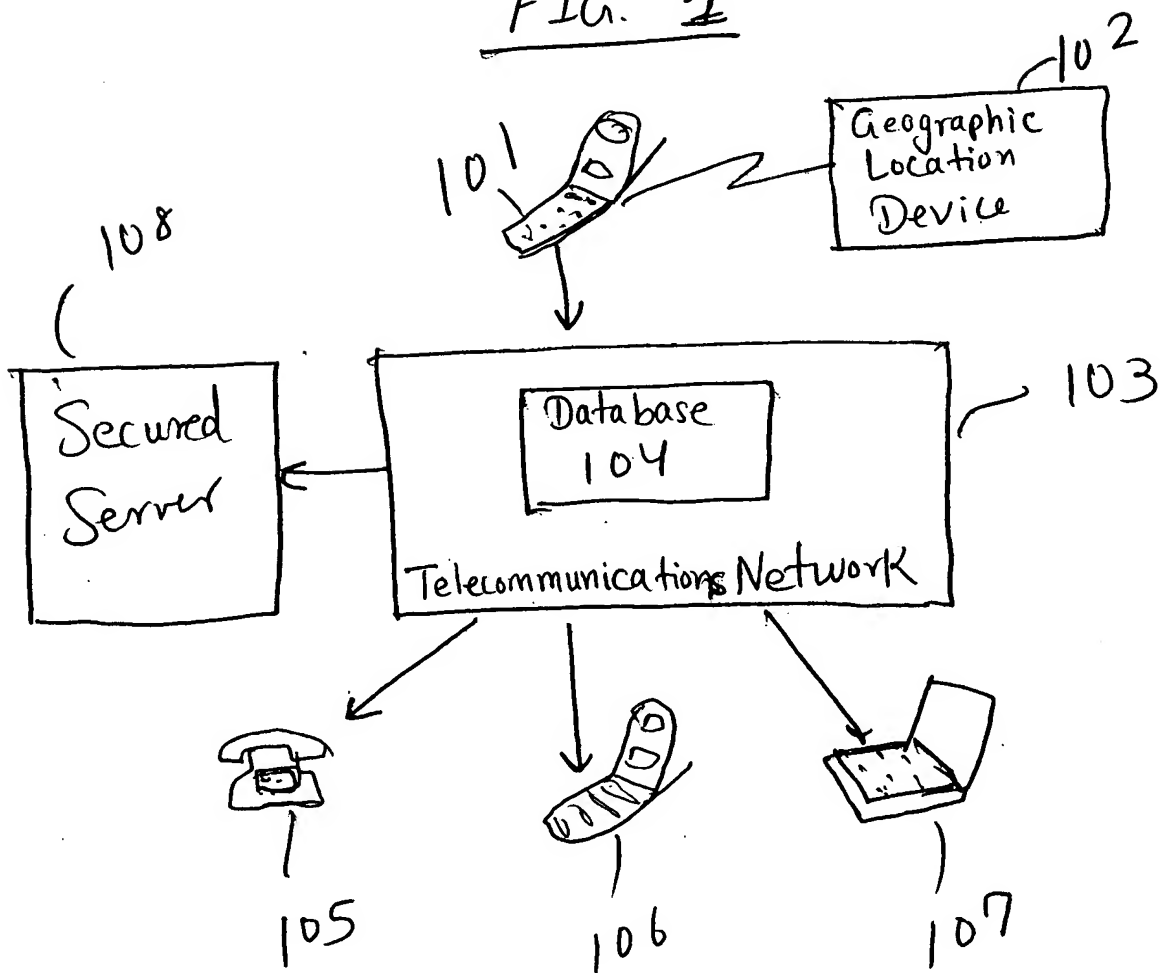 FIG. 1
102
Geographic
Location
Device
101
108
Secured
Server
Database
104
Telecommunications Network
103
105
106
107